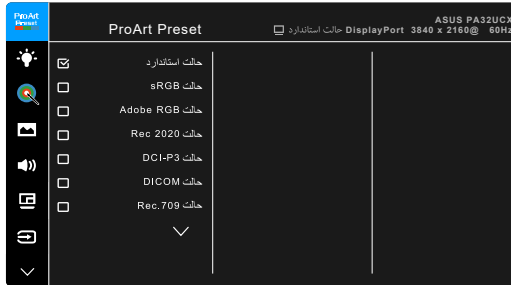 ProArt
Preset
ProArt Preset
ASUS PA32UCX
DisplayPort 3840 x 2160@ 60Hz حالت استاندارد
حالت استاندارد
حالت sRGB
حالت Adobe RGB
حالت Rec 2020
حالت DCI-P3
حالت DICOM
حالت Rec.709